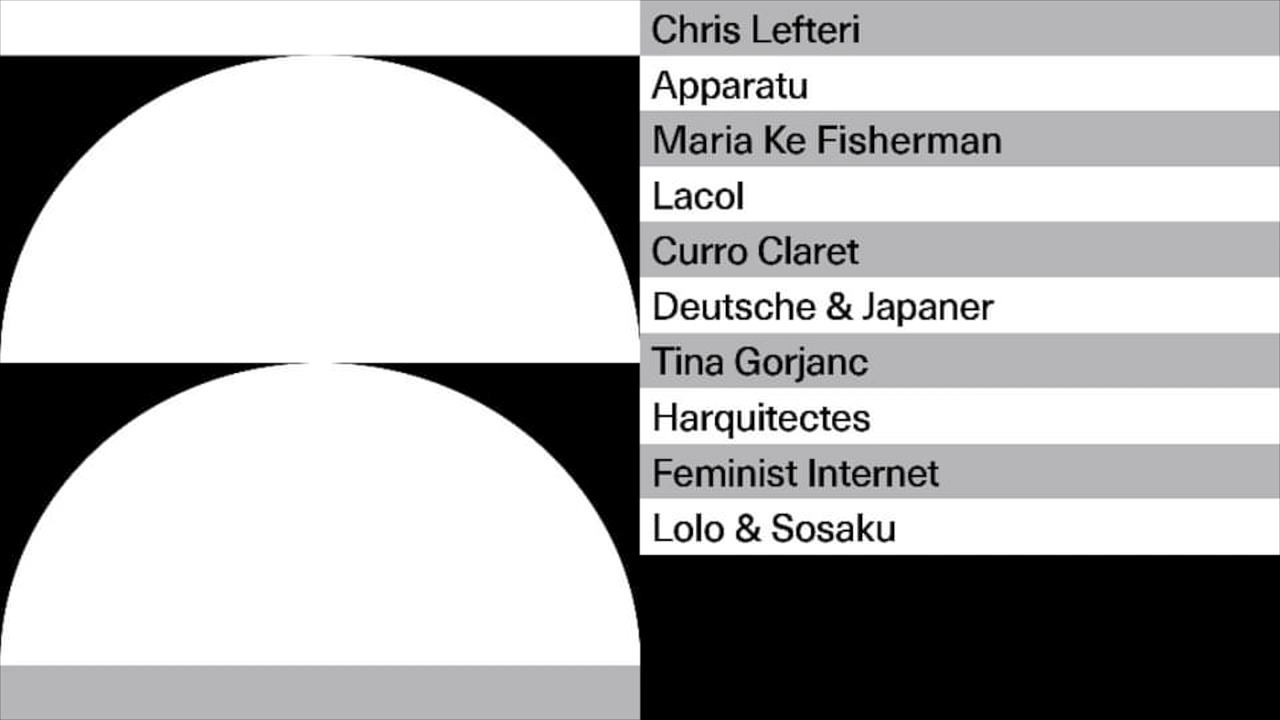 Chris Lefteri
Apparatu
Maria Ke Fisherman
Lacol
Curro Claret
Deutsche & Japaner
Tina Gorjanc
Harquitectes
Feminist Internet
Lolo & Sosaku